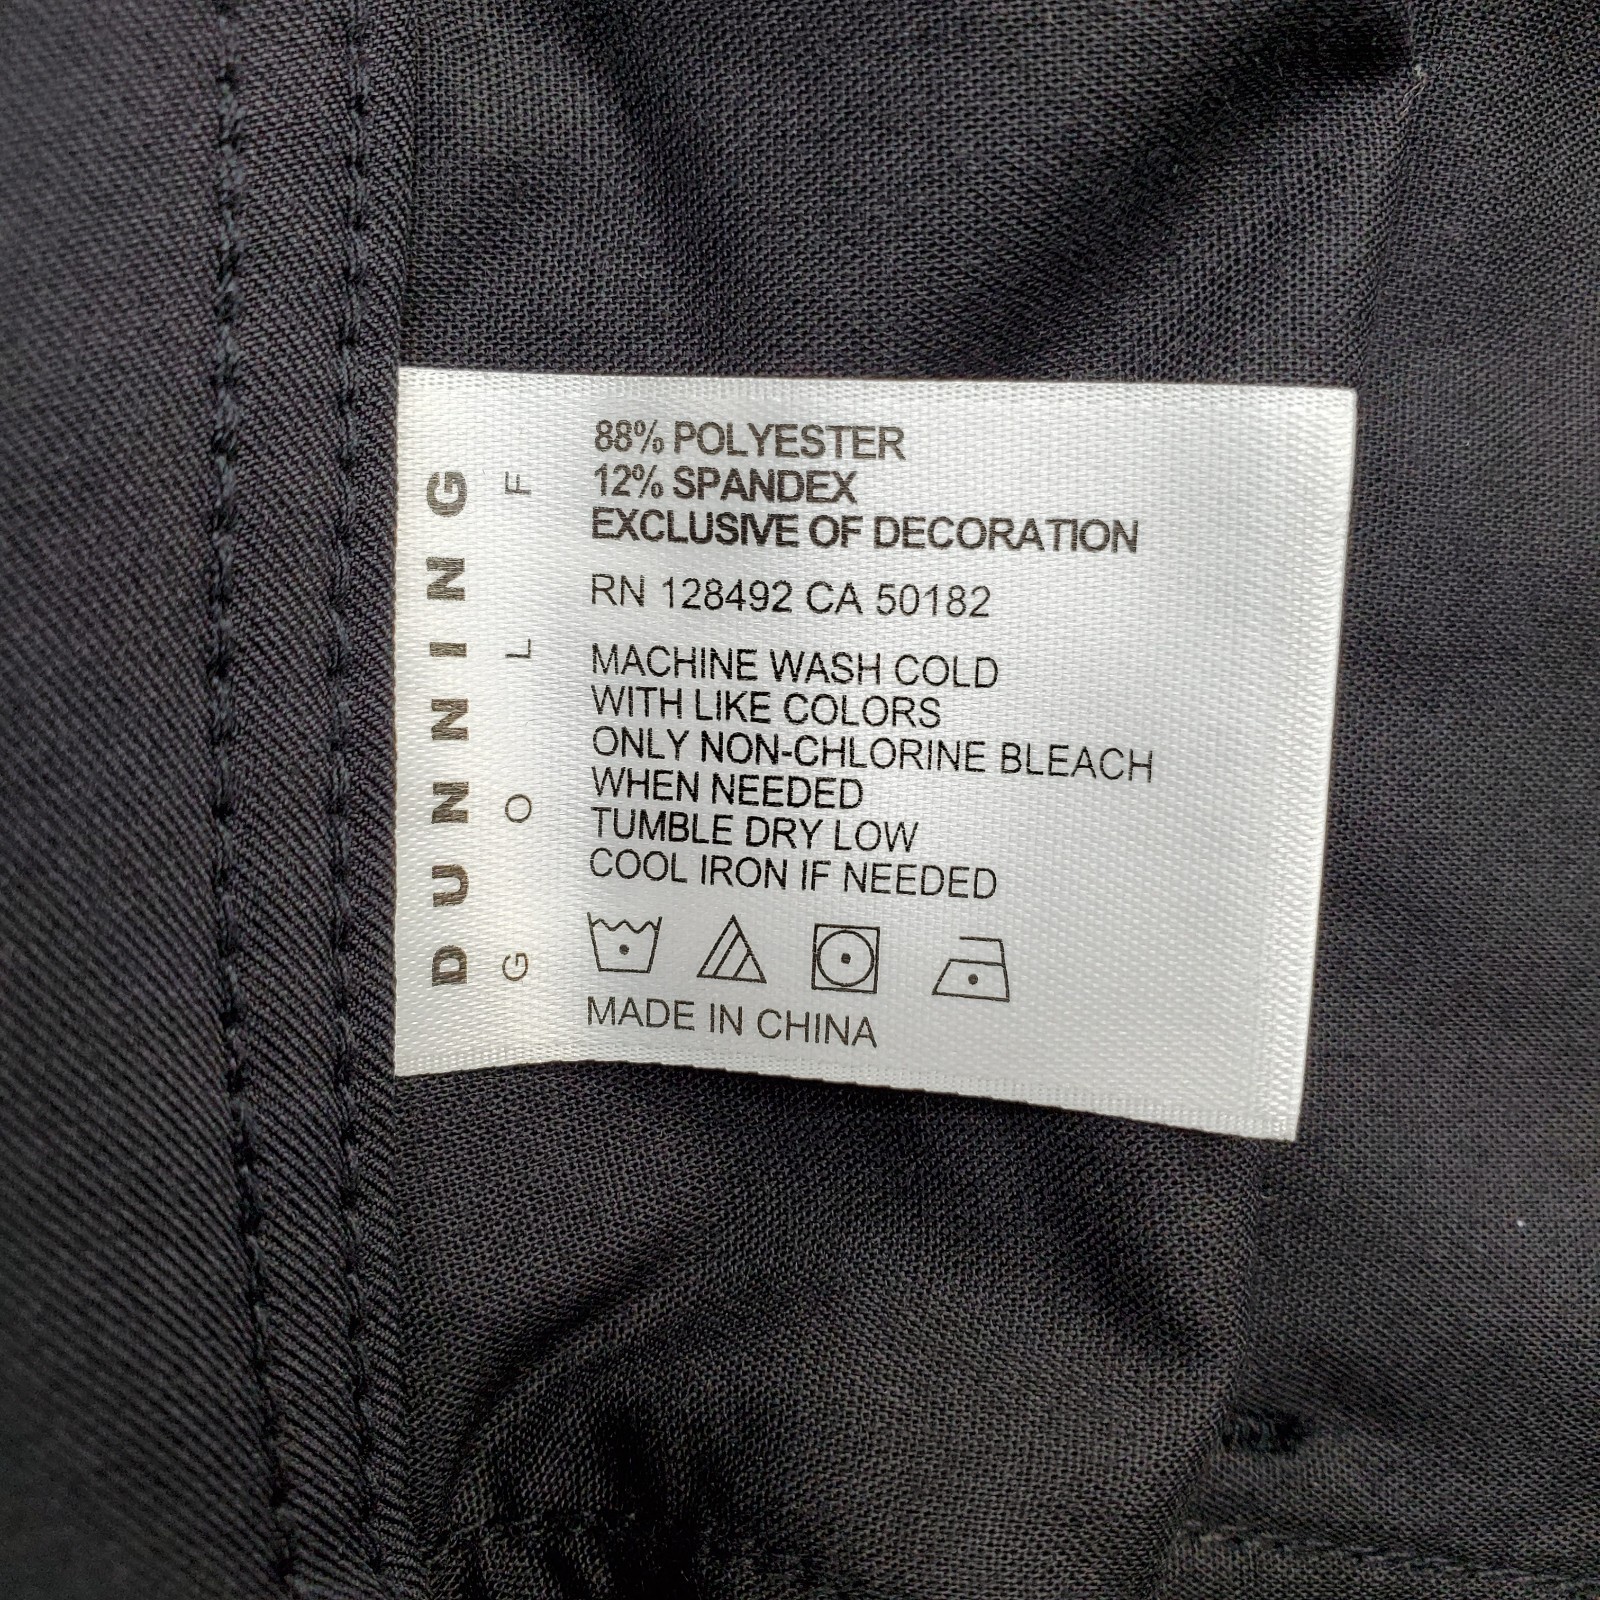 DUNNING
GOLF
88% POLYESTER
12% SPANDEX
EXCLUSIVE OF DECORATION
RN 128492 CA 50182
MACHINE WASH COLD
WITH LIKE COLORS
ONLY NON-CHLORINE BLEACH
WHEN NEEDED
TUMBLE DRY LOW
COOL IRON IF NEEDED
MADE IN CHINA